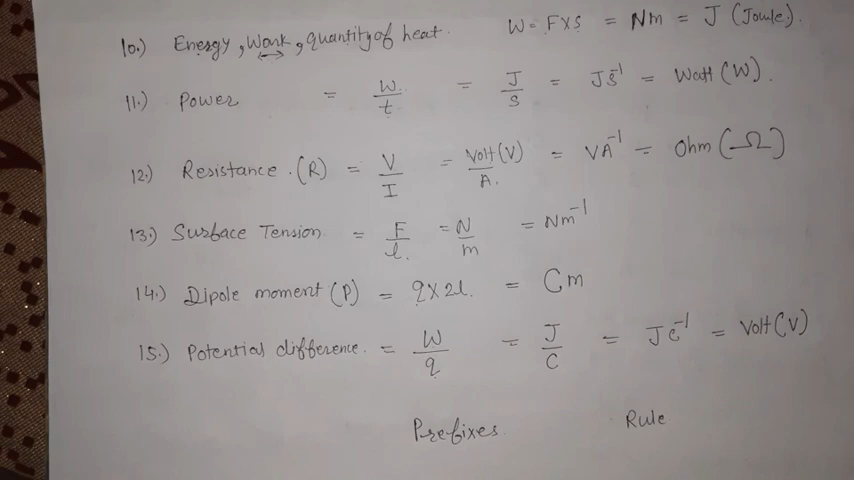 10.) Energy, Work, quantity of heat. W = F×s = Nm = J (Joule).
11.) Power = W/t = J/s = JS⁻¹ = Watt (W).
12.) Resistance. (R) = V/I = Volt(V)/A. = VA⁻¹ = Ohm (Ω)
13.) Surface Tension = F/l. = N/m = Nm⁻¹
14.) Dipole moment (P) = q×2l. = Cm
15.) Potential difference. = W/q = J/C = JC⁻¹ = Volt (V)
Prefixes. Rule